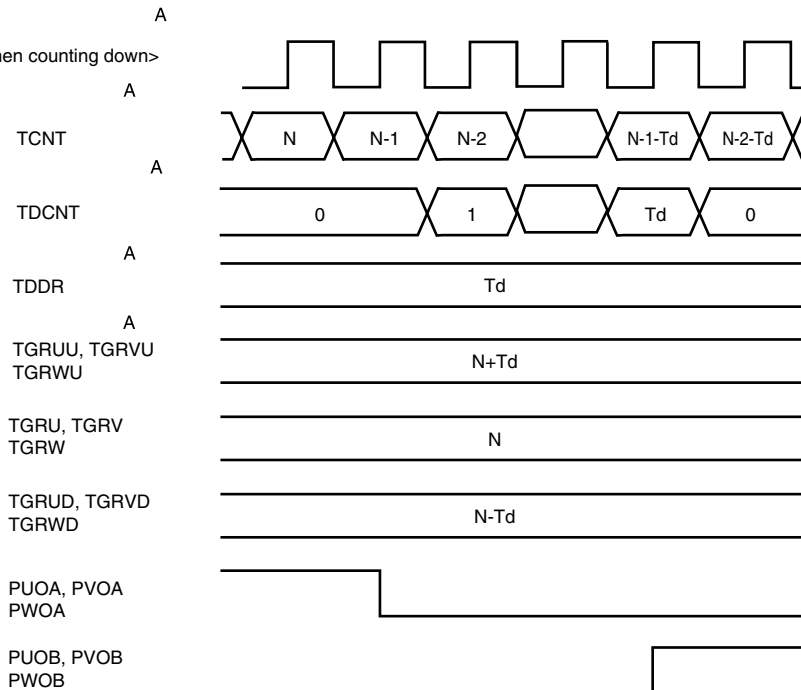 A
en counting down>
A
TCNT N N-1 N-2 N-1-Td N-2-Td
A
TDCNT 0 1 Td 0
A
TDDR Td
A
TGRUU, TGRVU
TGRWU
N+Td
TGRU, TGRV
TGRW
N
TGRUD, TGRVD
TGRWD
N-Td
PUOA, PVOA
PWOA
PUOB, PVOB
PWOB